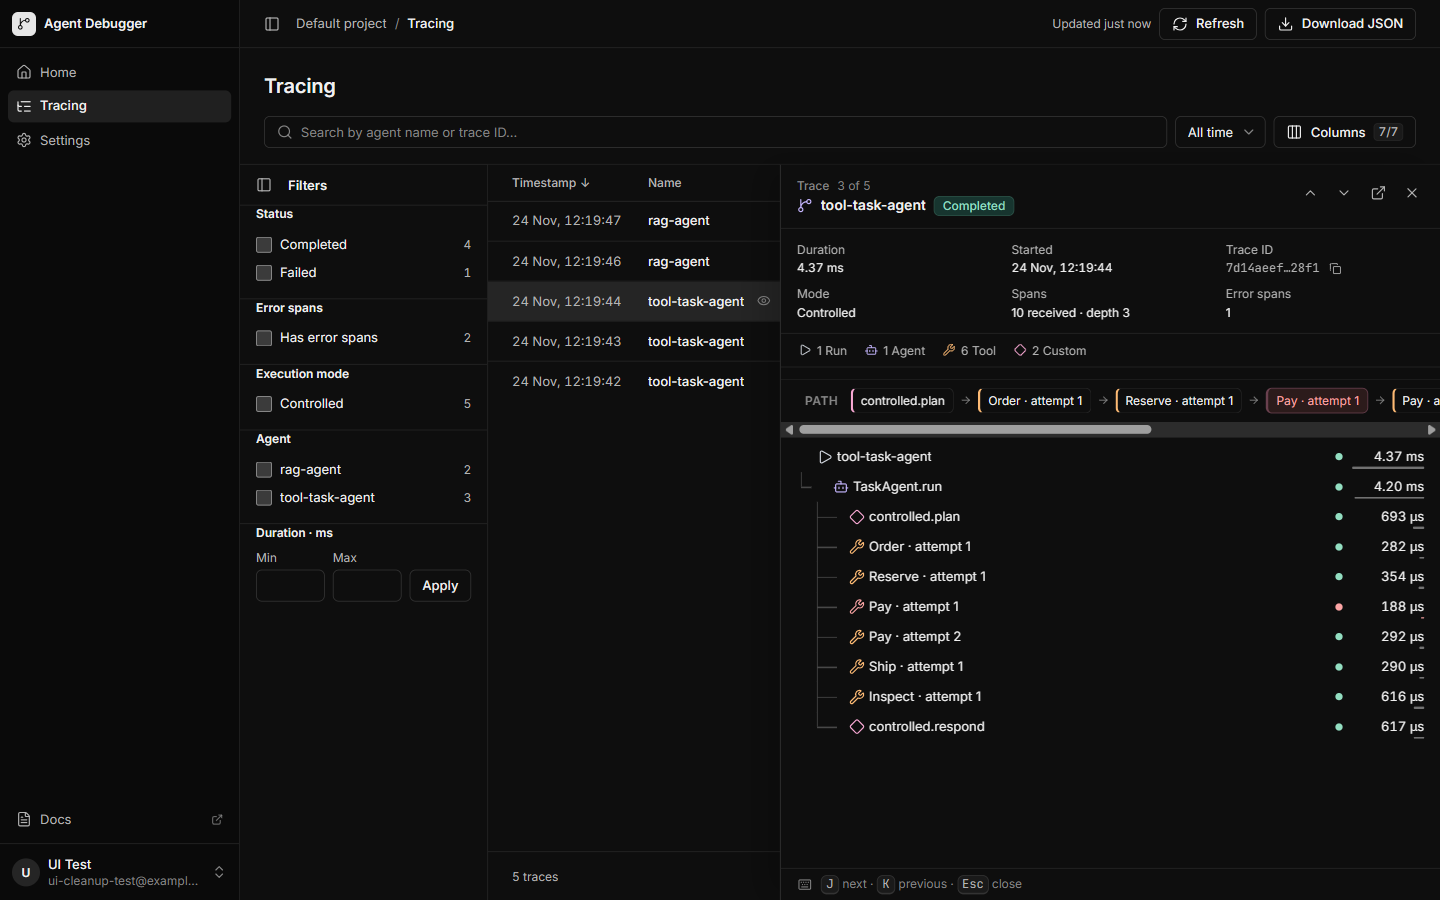 Agent Debugger
Home
Tracing
Settings
Docs
U
UI Test
ui-cleanup-test@exampl...
Default project / Tracing
Updated just now
Refresh
Download JSON
Tracing
Search by agent name or trace ID...
All time
Columns 7/7
Filters
Status
Completed 4
Failed 1
Error spans
Has error spans 2
Execution mode
Controlled 5
Agent
rag-agent 2
tool-task-agent 3
Duration · ms
Min Max
Apply
Timestamp ↓ Name
24 Nov, 12:19:47 rag-agent
24 Nov, 12:19:46 rag-agent
24 Nov, 12:19:44 tool-task-agent
24 Nov, 12:19:43 tool-task-agent
24 Nov, 12:19:42 tool-task-agent
5 traces
Trace 3 of 5
tool-task-agent Completed
Duration Started Trace ID
4.37 ms 24 Nov, 12:19:44 7d14aeef…28f1
Mode Spans Error spans
Controlled 10 received · depth 3 1
1 Run 1 Agent 6 Tool 2 Custom
PATH controlled.plan → Order · attempt 1 → Reserve · attempt 1 → Pay · attempt 1 → Pay · a
tool-task-agent 4.37 ms
TaskAgent.run 4.20 ms
controlled.plan 693 µs
Order · attempt 1 282 µs
Reserve · attempt 1 354 µs
Pay · attempt 1 188 µs
Pay · attempt 2 292 µs
Ship · attempt 1 290 µs
Inspect · attempt 1 616 µs
controlled.respond 617 µs
J next · K previous · Esc close